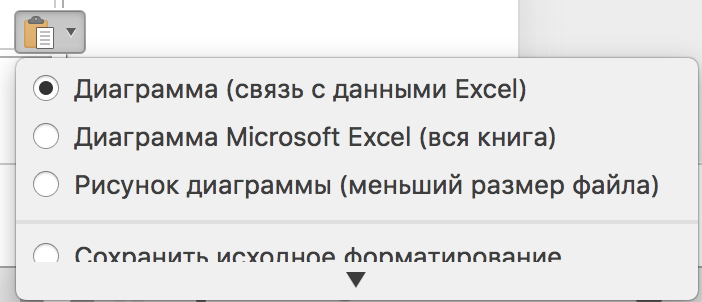 Диаграмма (связь с данными Excel)
Диаграмма Microsoft Excel (вся книга)
Рисунок диаграммы (меньший размер файла)
Сохранить исходное форматирование